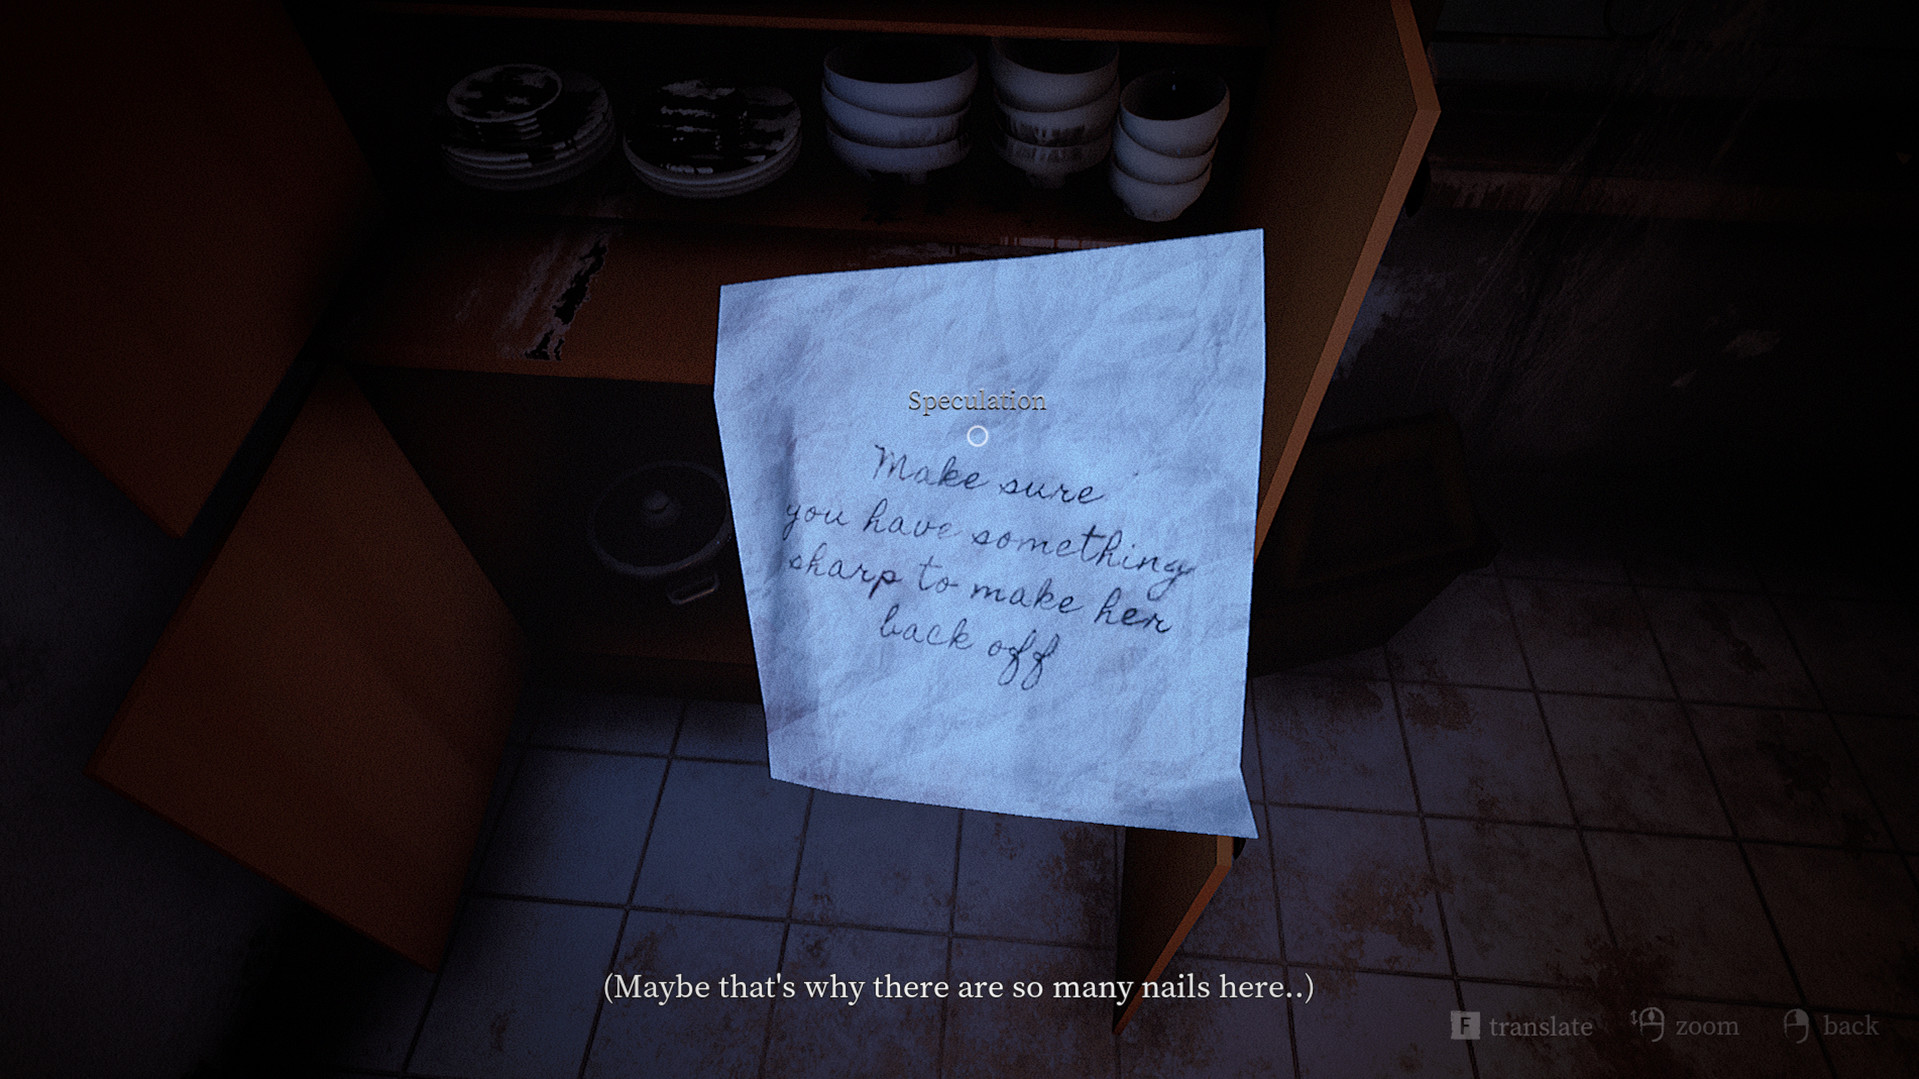 Speculation
Make sure
you have something
sharp to make her
back off
(Maybe that's why there are so many nails here..)
F translate zoom back